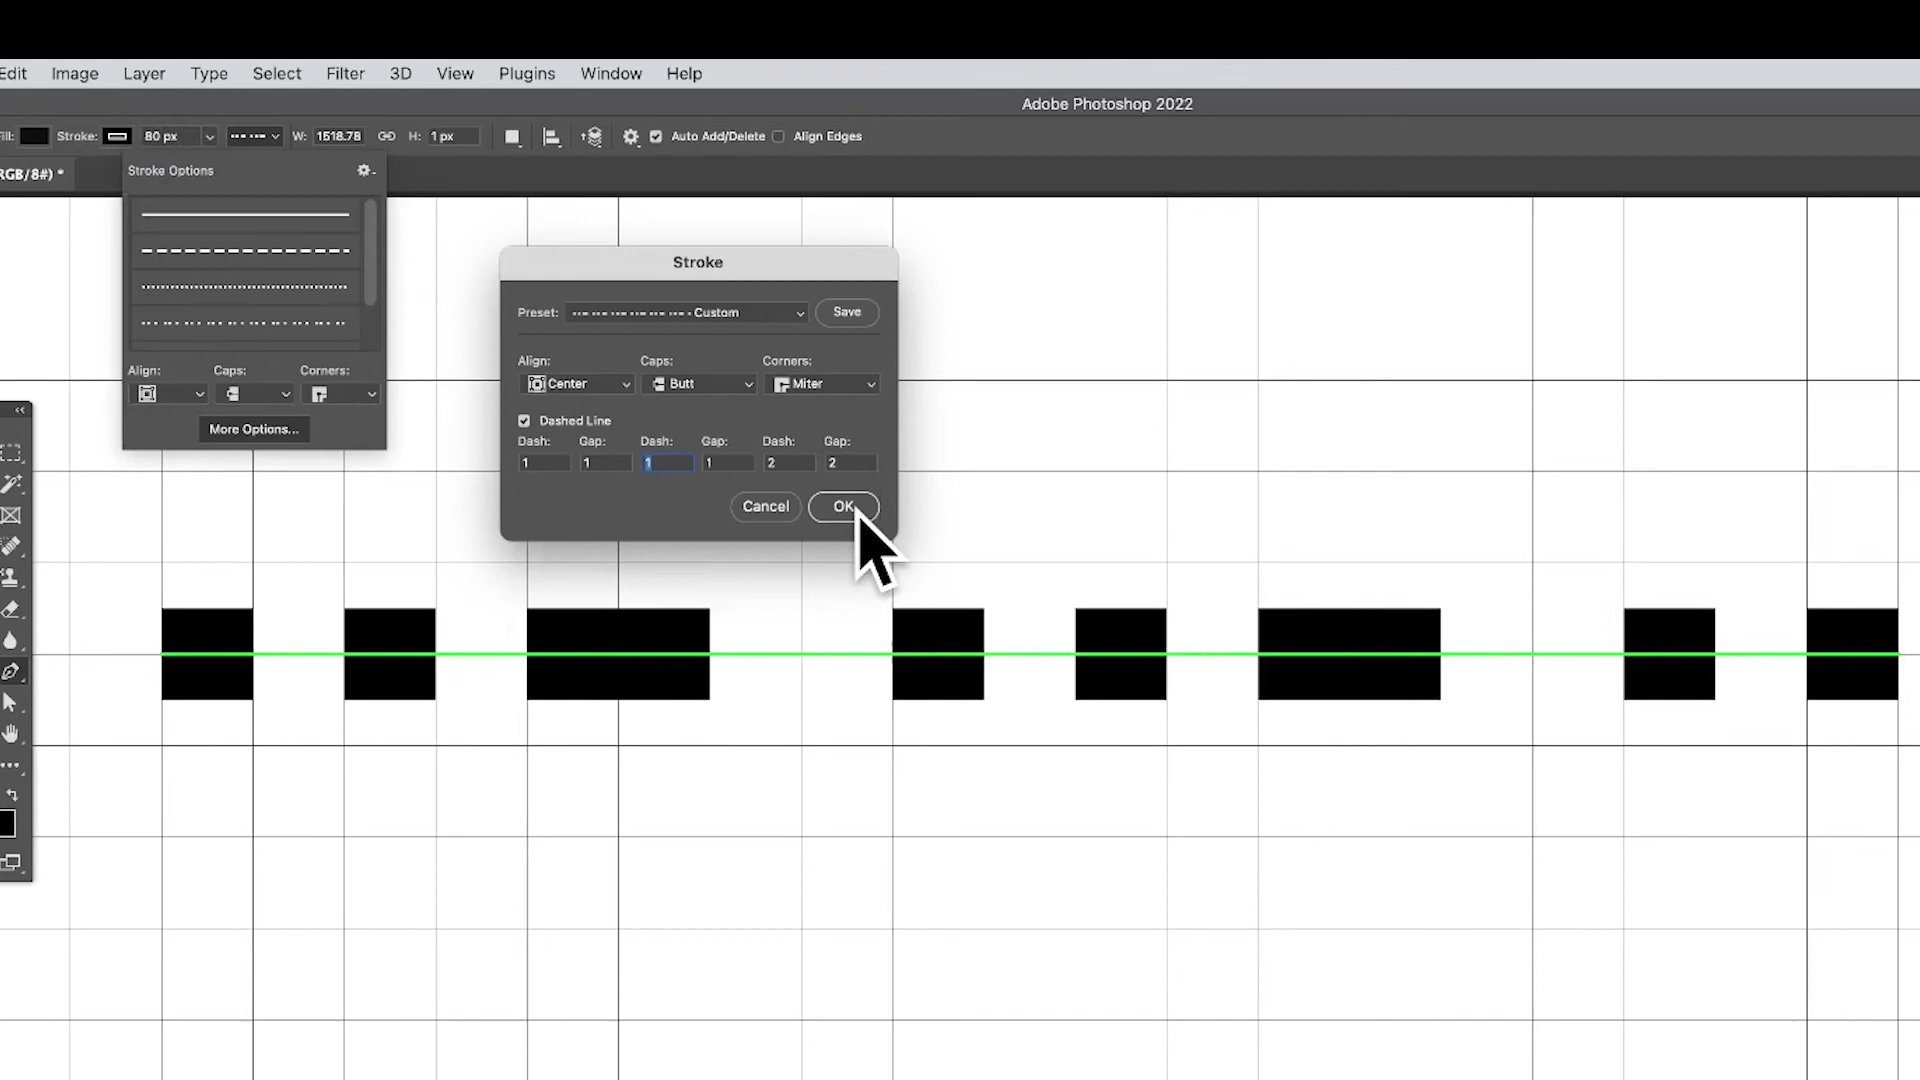 Edit Image Layer Type Select Filter 3D View Plugins Window Help
Adobe Photoshop 2022
Fill: Stroke: 80 px W: 1518.78 H: 1 px Auto Add/Delete Align Edges
RGB/8#) *
Stroke Options
Align: Caps: Corners:
More Options...
Stroke
Preset: Custom Save
Align: Caps: Corners:
Center Butt Miter
Dashed Line
Dash: Gap: Dash: Gap: Dash: Gap:
1 1 1 1 2 2
Cancel OK